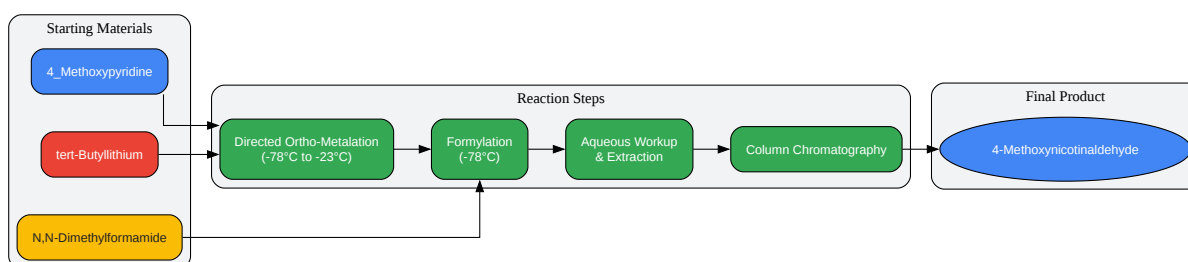 Starting Materials
4_Methoxypyridine
tert-Butyllithium
N,N-Dimethylformamide
Reaction Steps
Directed Ortho-Metalation
(-78°C to -23°C)
Formylation
(-78°C)
Aqueous Workup
& Extraction
Column Chromatography
Final Product
4-Methoxynicotinaldehyde